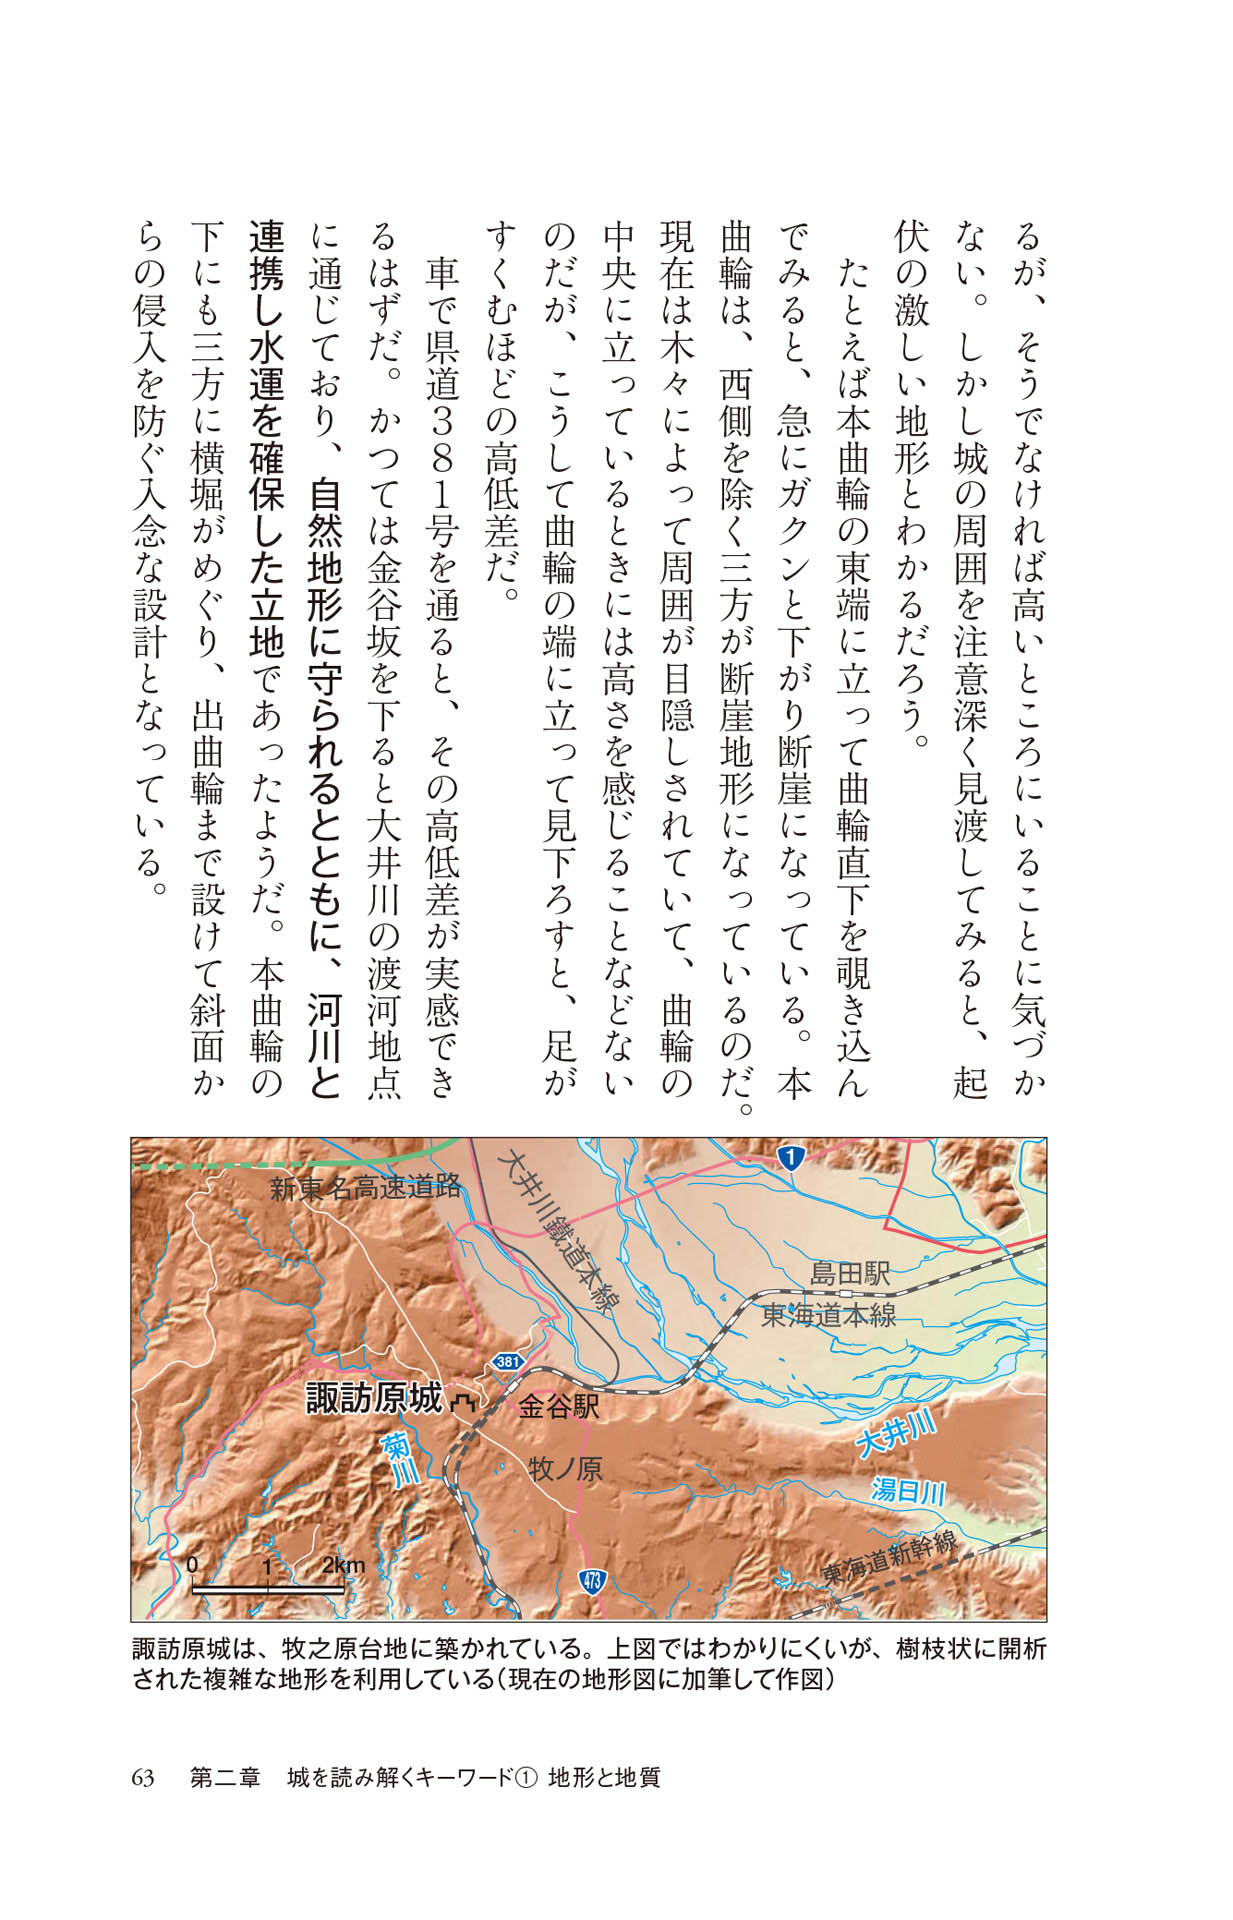 るが、そうでなければ高いところにいることに気づか
ない。しかし城の周囲を注意深く見渡してみると、起
伏の激しい地形とわかるだろう。
たとえば本曲輪の東端に立って曲輪直下を覗き込ん
でみると、急にガクンと下がり断崖になっている。本
曲輪は、西側を除く三方が断崖地形になっているのだ。
現在は木々によって周囲が目隠しされていて、曲輪の
中央に立っているときには高さを感じることなどない
のだが、こうして曲輪の端に立って見下ろすと、足が
すくむほどの高低差だ。
車で県道381号を通ると、その高低差が実感でき
るはずだ。かつては金谷坂を下ると大井川の渡河地点
に通じており、自然地形に守られるとともに、河川と
連携し水運を確保した立地であったようだ。本曲輪の
下にも三方に横堀がめぐり、出曲輪まで設けて斜面か
らの侵入を防ぐ入念な設計となっている。
新東名高速道路
大井川鐵道本線
1
島田駅
東海道本線
381
諏訪原城
金谷駅
菊川
牧ノ原
大井川
湯日川
東海道新幹線
473
0 1 2km
諏訪原城は、牧之原台地に築かれている。上図ではわかりにくいが、樹枝状に開析
された複雑な地形を利用している(現在の地形図に加筆して作図)
63 第二章 城を読み解くキーワード① 地形と地質